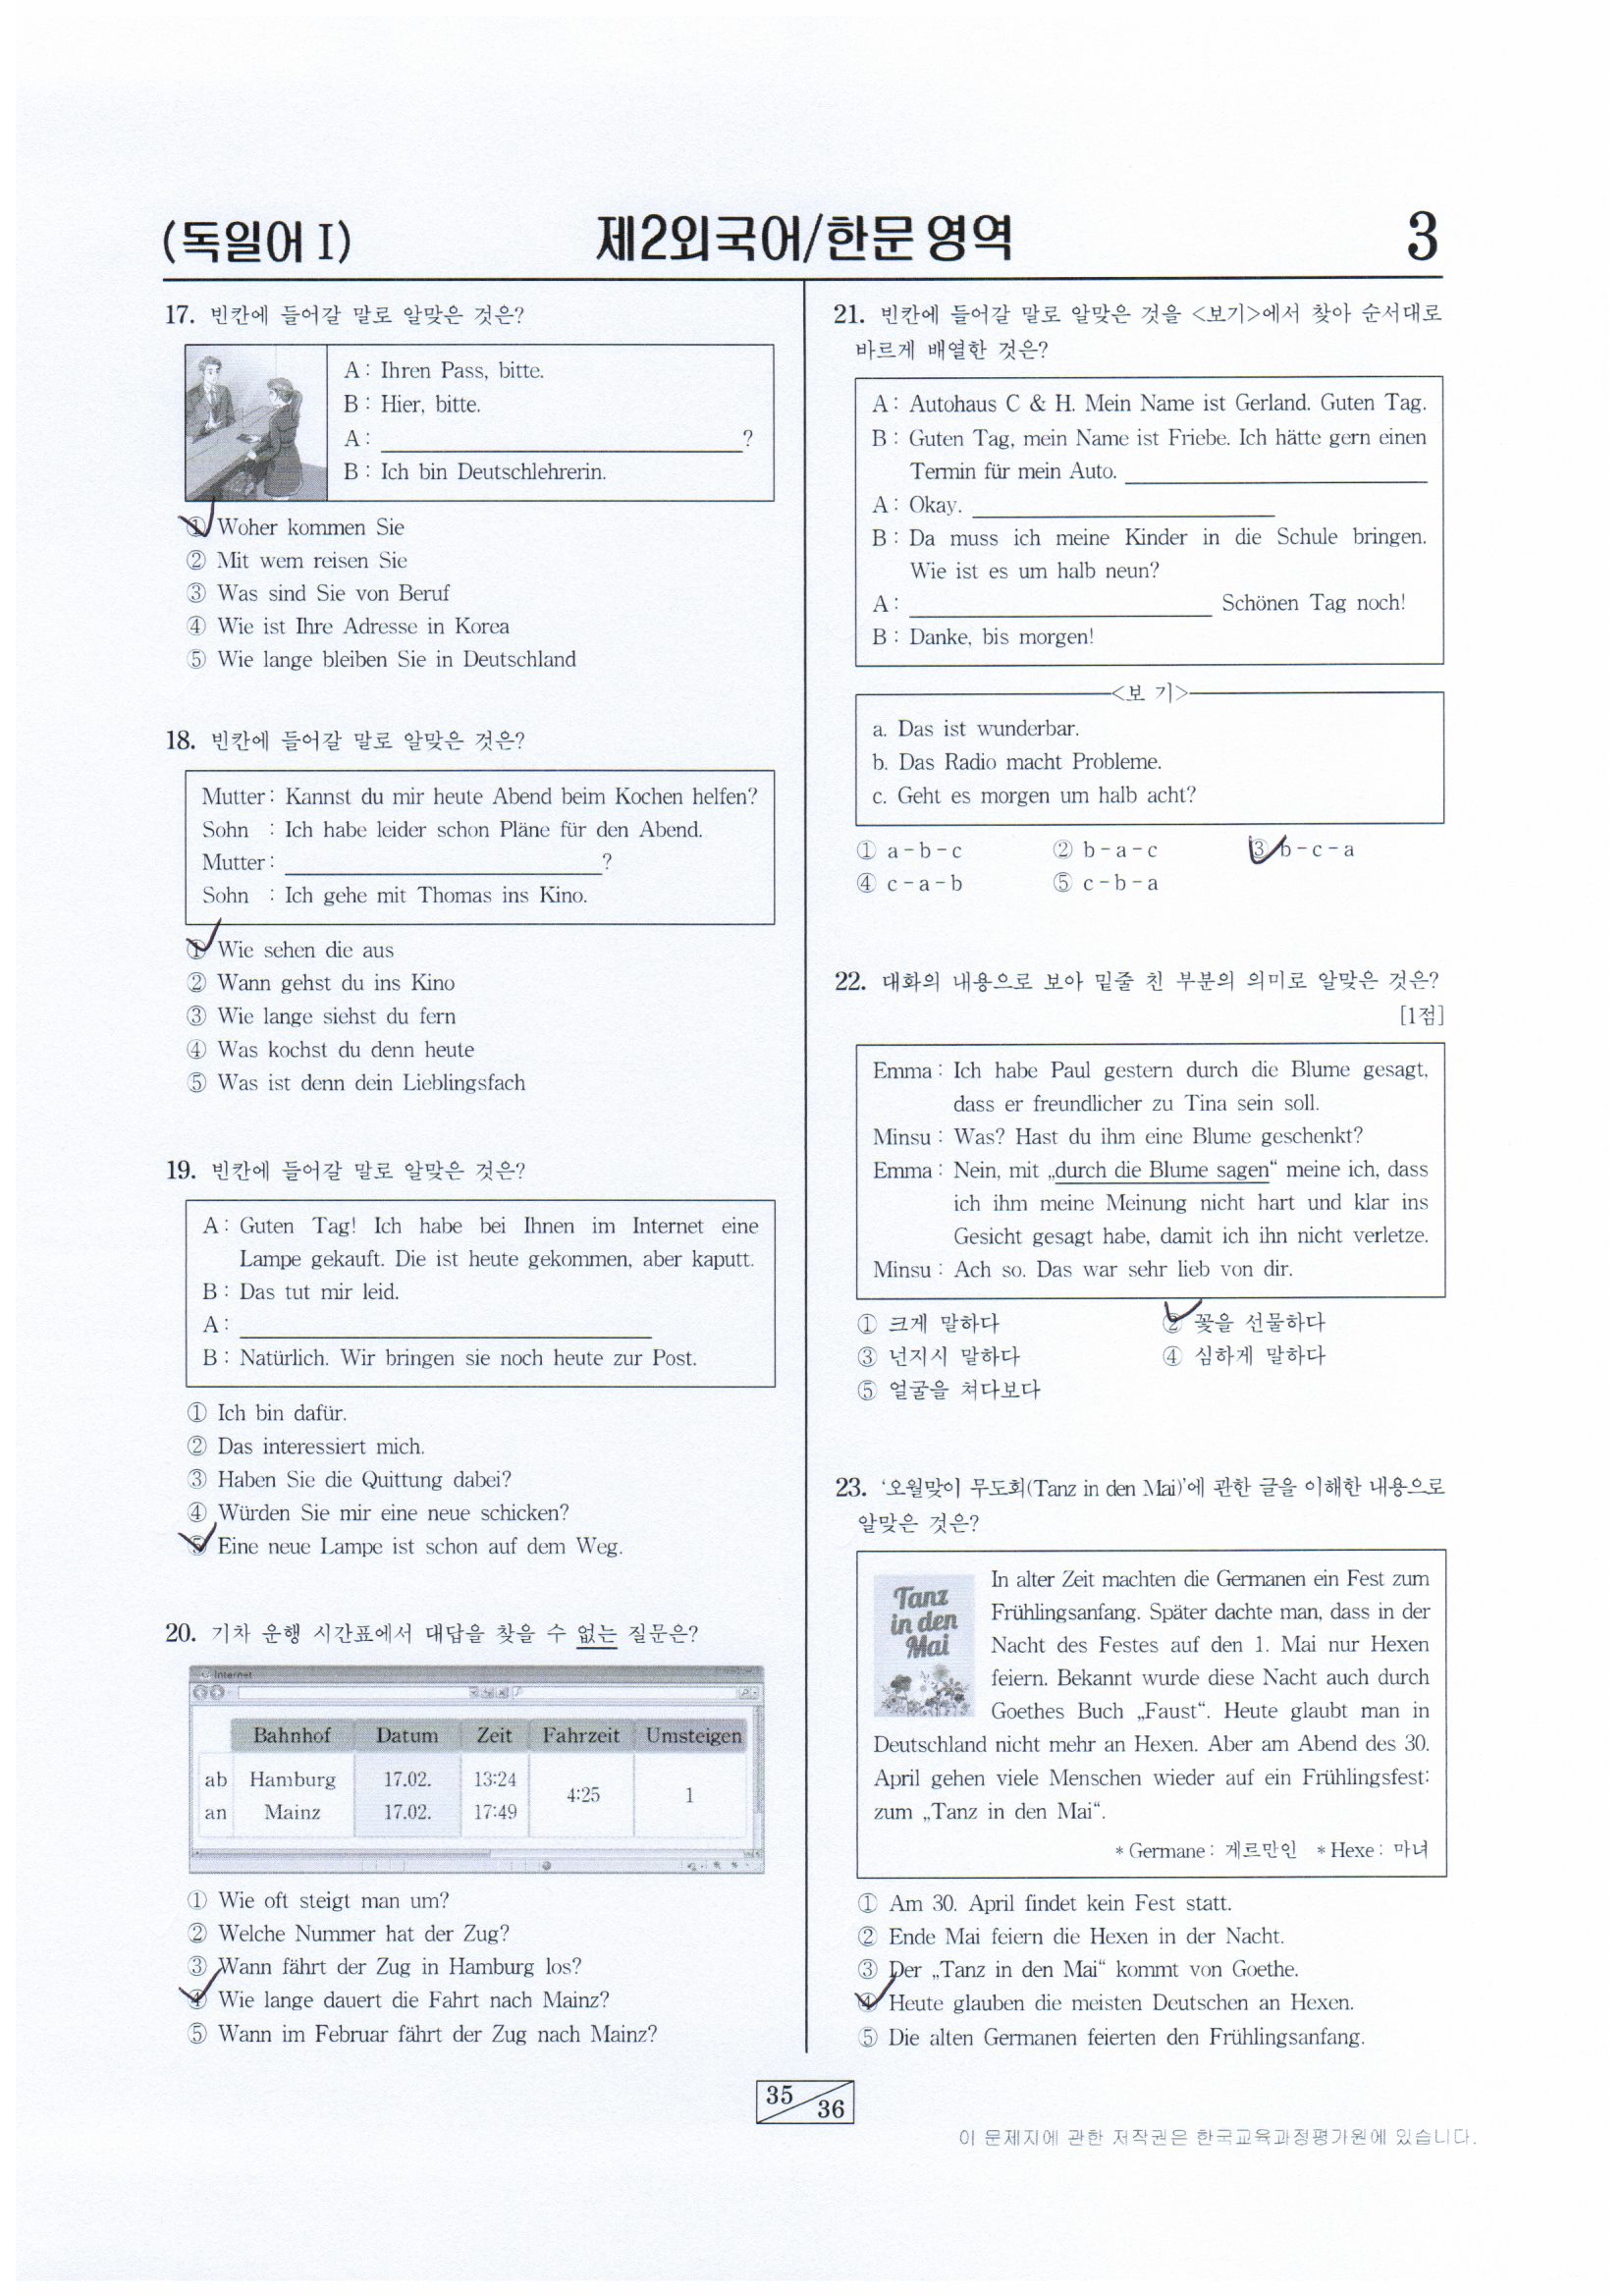 (독일어 I)
제2외국어/한문 영역
3
17. 빈칸에 들어갈 말로 알맞은 것은?
A : Ihren Pass, bitte.
B : Hier, bitte.
A : ?
B : Ich bin Deutschlehrerin.
① Woher kommen Sie
② Mit wem reisen Sie
③ Was sind Sie von Beruf
④ Wie ist Ihre Adresse in Korea
⑤ Wie lange bleiben Sie in Deutschland
18. 빈칸에 들어갈 말로 알맞은 것은?
Mutter : Kannst du mir heute Abend beim Kochen helfen?
Sohn : Ich habe leider schon Pläne für den Abend.
Mutter : ?
Sohn : Ich gehe mit Thomas ins Kino.
① Wie sehen die aus
② Wann gehst du ins Kino
③ Wie lange siehst du fern
④ Was kochst du denn heute
⑤ Was ist denn dein Lieblingsfach
19. 빈칸에 들어갈 말로 알맞은 것은?
A : Guten Tag! Ich habe bei Ihnen im Internet eine
Lampe gekauft. Die ist heute gekommen, aber kaputt.
B : Das tut mir leid.
A :
B : Natürlich. Wir bringen sie noch heute zur Post.
① Ich bin dafür.
② Das interessiert mich.
③ Haben Sie die Quittung dabei?
④ Würden Sie mir eine neue schicken?
⑤ Eine neue Lampe ist schon auf dem Weg.
20. 기차 운행 시간표에서 대답을 찾을 수 없는 질문은?
Internet
Bahnhof Datum Zeit Fahrzeit Umsteigen
ab Hamburg 17.02. 13:24
4:25 1
an Mainz 17.02. 17:49
① Wie oft steigt man um?
② Welche Nummer hat der Zug?
③ Wann fährt der Zug in Hamburg los?
④ Wie lange dauert die Fahrt nach Mainz?
⑤ Wann im Februar fährt der Zug nach Mainz?
21. 빈칸에 들어갈 말로 알맞은 것을 <보기>에서 찾아 순서대로
바르게 배열한 것은?
A : Autohaus C & H. Mein Name ist Gerland. Guten Tag.
B : Guten Tag, mein Name ist Friebe. Ich hätte gern einen
Termin für mein Auto.
A : Okay.
B : Da muss ich meine Kinder in die Schule bringen.
Wie ist es um halb neun?
A : Schönen Tag noch!
B : Danke, bis morgen!
<보 기>
a. Das ist wunderbar.
b. Das Radio macht Probleme.
c. Geht es morgen um halb acht?
① a - b - c ② b - a - c ③ b - c - a
④ c - a - b ⑤ c - b - a
22. 대화의 내용으로 보아 밑줄 친 부분의 의미로 알맞은 것은?
[1점]
Emma : Ich habe Paul gestern durch die Blume gesagt,
dass er freundlicher zu Tina sein soll.
Minsu : Was? Hast du ihm eine Blume geschenkt?
Emma : Nein, mit „durch die Blume sagen“ meine ich, dass
ich ihm meine Meinung nicht hart und klar ins
Gesicht gesagt habe, damit ich ihn nicht verletze.
Minsu : Ach so. Das war sehr lieb von dir.
① 크게 말하다 ② 꽃을 선물하다
③ 넌지시 말하다 ④ 심하게 말하다
⑤ 얼굴을 쳐다보다
23. ‘오월맞이 무도회(Tanz in den Mai)’에 관한 글을 이해한 내용으로
알맞은 것은?
Tanz
in den
Mai
In alter Zeit machten die Germanen ein Fest zum
Frühlingsanfang. Später dachte man, dass in der
Nacht des Festes auf den 1. Mai nur Hexen
feiern. Bekannt wurde diese Nacht auch durch
Goethes Buch „Faust“. Heute glaubt man in
Deutschland nicht mehr an Hexen. Aber am Abend des 30.
April gehen viele Menschen wieder auf ein Frühlingsfest:
zum „Tanz in den Mai“.
* Germane : 게르만인 * Hexe : 마녀
① Am 30. April findet kein Fest statt.
② Ende Mai feiern die Hexen in der Nacht.
③ Der „Tanz in den Mai“ kommt von Goethe.
④ Heute glauben die meisten Deutschen an Hexen.
⑤ Die alten Germanen feierten den Frühlingsanfang.
35
36
이 문제지에 관한 저작권은 한국교육과정평가원에 있습니다.